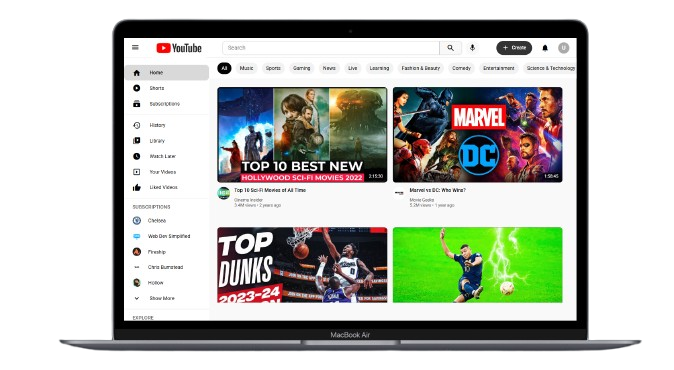 YouTube
Search
Create
U
Home
Shorts
Subscriptions
History
Library
Watch Later
Your Videos
Liked Videos
SUBSCRIPTIONS
Chelsea
Web Dev Simplified
Fireship
Chris Bumstead
Hollow
Show More
EXPLORE
All Music Sports Gaming News Live Learning Fashion & Beauty Comedy Entertainment Science & Technology
TOP 10 BEST NEW
HOLLYWOOD SCI-FI MOVIES 2022
2:15:30
Top 10 Sci-Fi Movies of All Time
Cinema Insider
3.4M views • 2 years ago
MARVEL
DC
1:58:45
Marvel vs DC: Who Wins?
Movie Geeks
5.2M views • 1 year ago
TOP
DUNKS
2023-24
MacBook Air